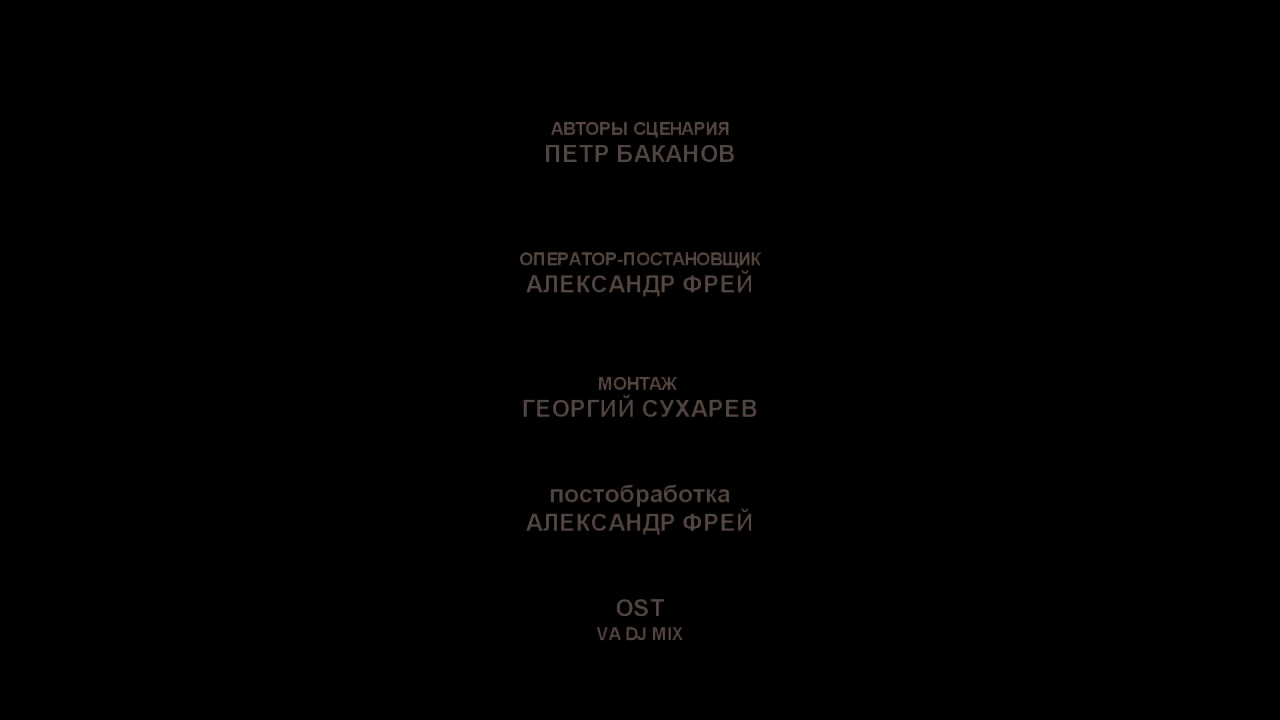 АВТОРЫ СЦЕНАРИЯ
ПЕТР БАКАНОВ
ОПЕРАТОР-ПОСТАНОВЩИК
АЛЕКСАНДР ФРЕЙ
МОНТАЖ
ГЕОРГИЙ СУХАРЕВ
постобработка
АЛЕКСАНДР ФРЕЙ
OST
VA DJ MIX